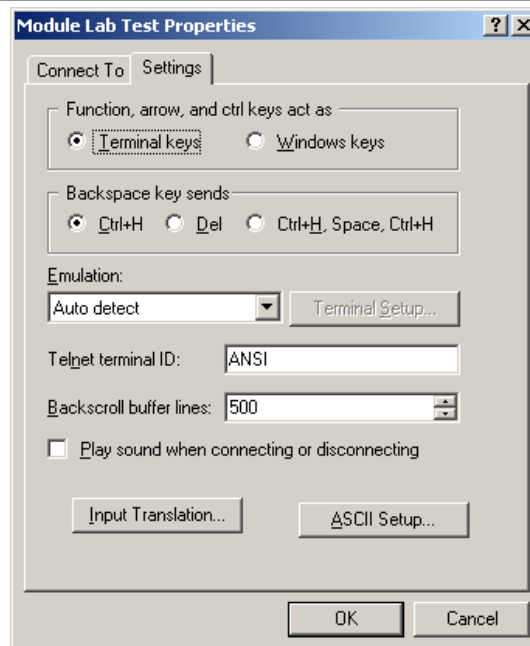 Module Lab Test Properties
Connect To Settings
Function, arrow, and ctrl keys act as
Terminal keys Windows keys
Backspace key sends
Ctrl+H Del Ctrl+H, Space, Ctrl+H
Emulation:
Auto detect Terminal Setup...
Telnet terminal ID: ANSI
Backscroll buffer lines: 500
Play sound when connecting or disconnecting
Input Translation... ASCII Setup...
OK Cancel